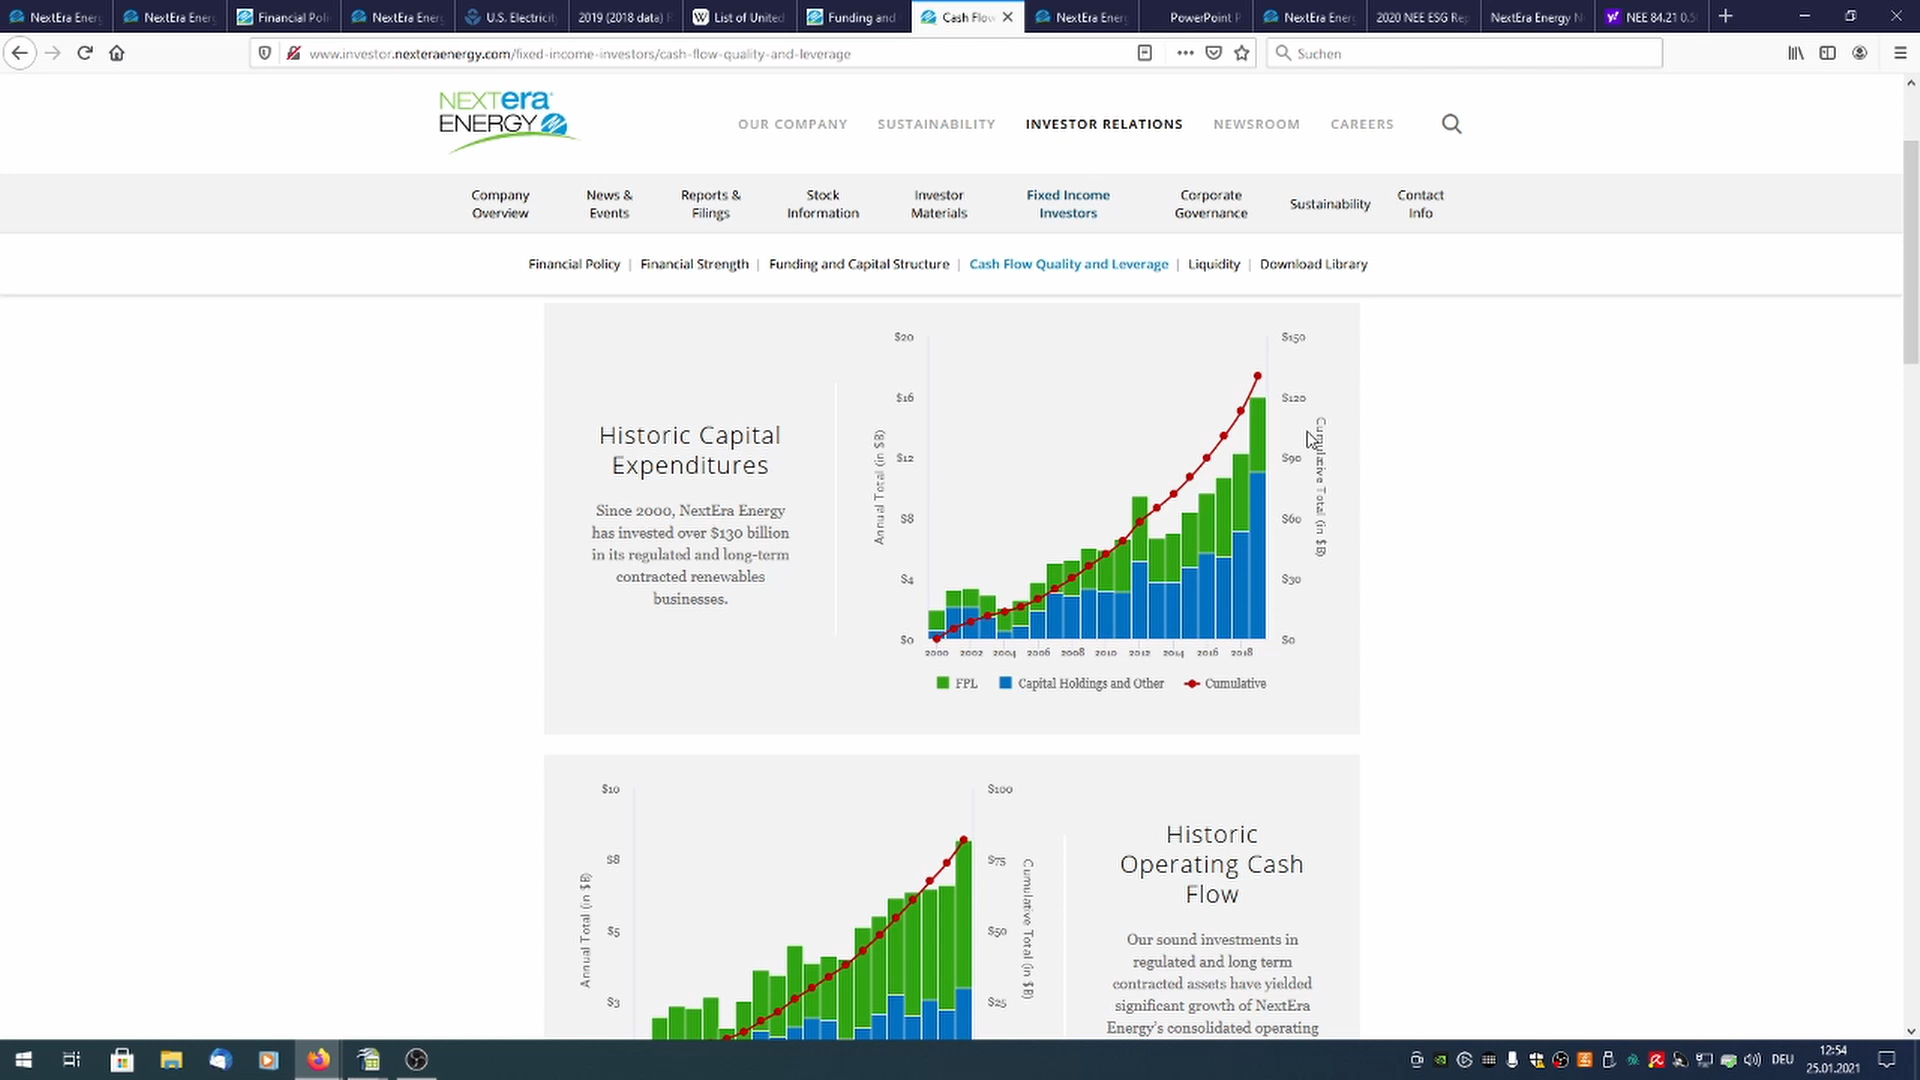 NextEra Energ
NextEra Energ
Financial Poli
NextEra Energ
U.S. Electricity
2019 (2018 data)
List of United
Funding and
Cash Flow
NextEra Energ
PowerPoint P
NextEra Energ
2020 NEE ESG Re
NextEra Energy N
NEE 84.21 0.5
www.investor.nexteraenergy.com/fixed-income-investors/cash-flow-quality-and-leverage
Suchen
NEXTera
ENERGY
OUR COMPANY
SUSTAINABILITY
INVESTOR RELATIONS
NEWSROOM
CAREERS
Company
Overview
News &
Events
Reports &
Filings
Stock
Information
Investor
Materials
Fixed Income
Investors
Corporate
Governance
Sustainability
Contact
Info
Financial Policy | Financial Strength | Funding and Capital Structure | Cash Flow Quality and Leverage | Liquidity | Download Library
Historic Capital
Expenditures
Since 2000, NextEra Energy
has invested over $130 billion
in its regulated and long-term
contracted renewables
businesses.
Annual Total (in $B)
$20
$16
$12
$8
$4
$0
$150
$120
$90
$60
$30
$0
Cumulative Total (in $B)
2000 2002 2004 2006 2008 2010 2012 2014 2016 2018
FPL Capital Holdings and Other Cumulative
Annual Total (in $B)
$10
$8
$5
$3
$100
$75
$50
$25
Cumulative Total (in $B)
Historic
Operating Cash
Flow
Our sound investments in
regulated and long term
contracted assets have yielded
significant growth of NextEra
Energy's consolidated operating
DEU
12:54
25.01.2021